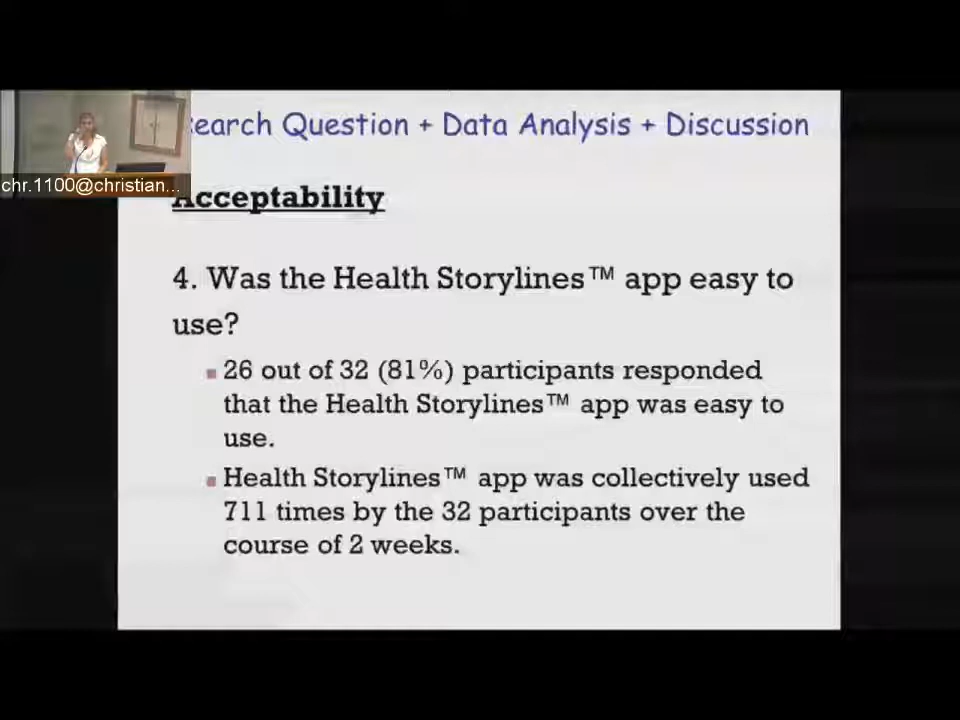 search Question + Data Analysis + Discussion
chr.1100@christian...
Acceptability
4. Was the Health Storylines™ app easy to
use?
26 out of 32 (81%) participants responded
that the Health Storylines™ app was easy to
use.
Health Storylines™ app was collectively used
711 times by the 32 participants over the
course of 2 weeks.